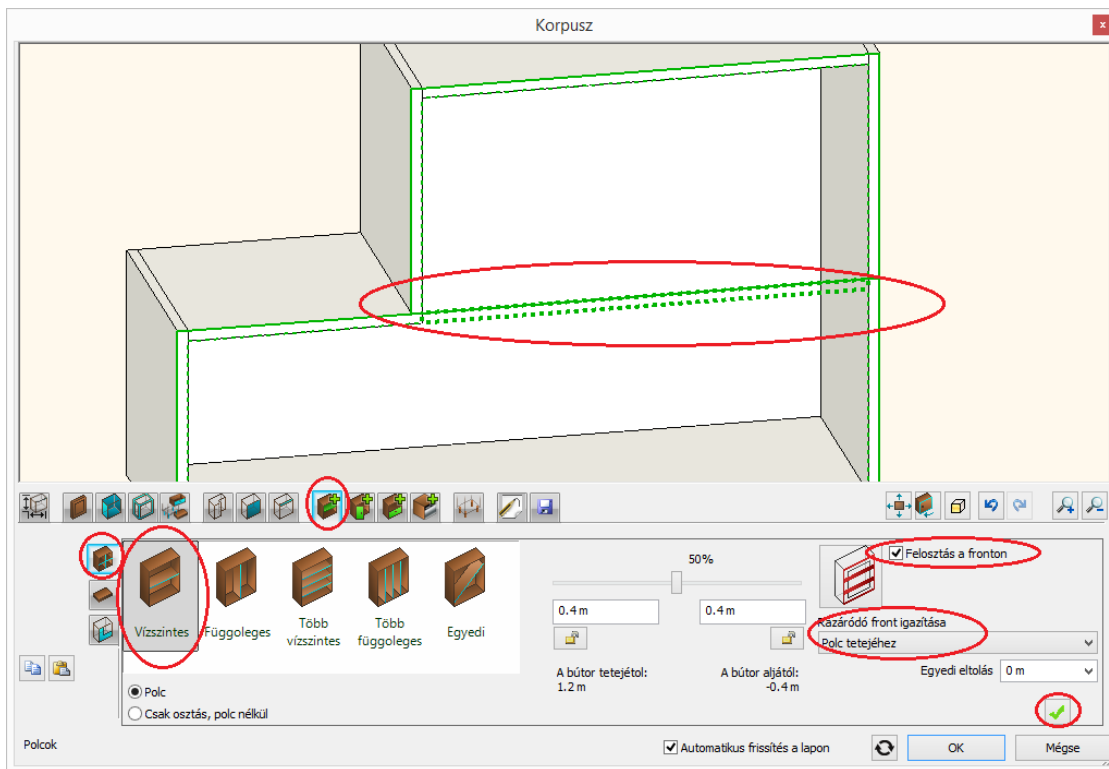 Korpusz
x
50%
Felosztás a fronton
0.4 m
0.4 m
Vízszintes
Függoleges
Több
vízszintes
Több
függoleges
Egyedi
Rázáródó front igazítása
Polc tetejéhez
A bútor tetejétol:
1.2 m
A bútor aljától:
-0.4 m
Egyedi eltolás
0 m
Polc
Csak osztás, polc nélkül
Polcok
Automatikus frissítés a lapon
OK
Mégse